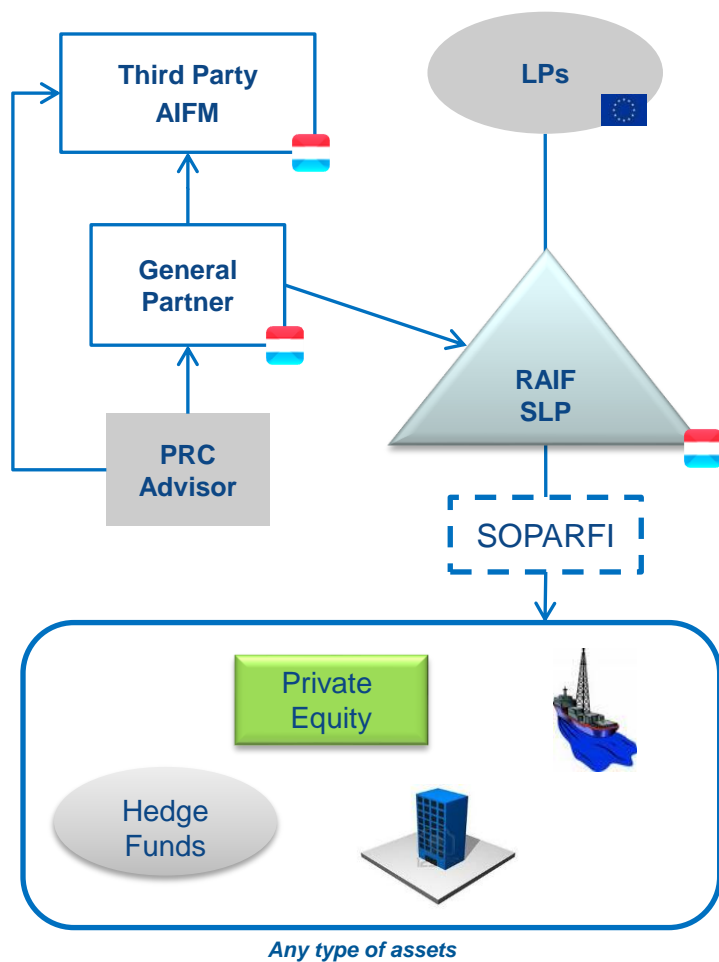 Third Party
AIFM
LPs
General
Partner
RAIF
SLP
PRC
Advisor
SOPARFI
Private
Equity
Hedge
Funds
Any type of assets